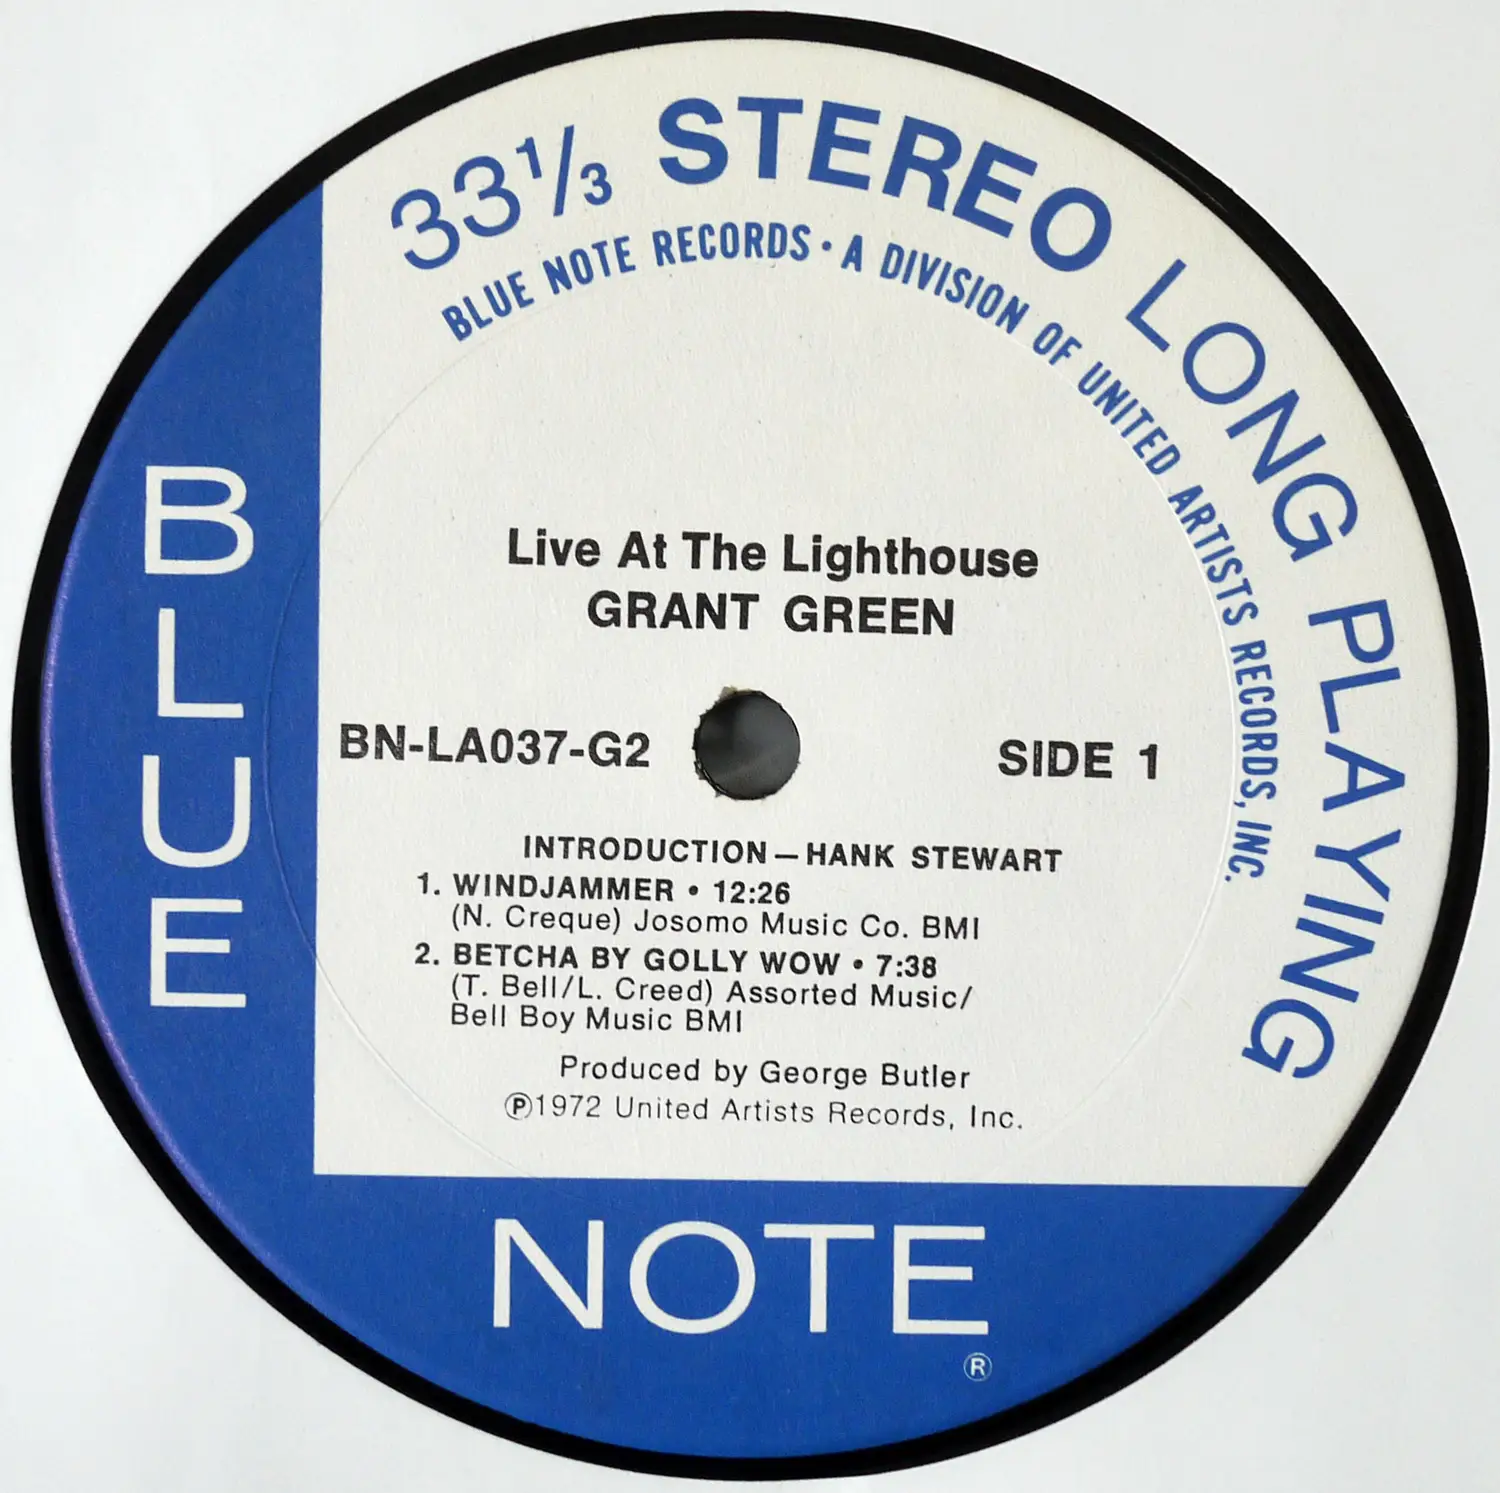 33⅓ STEREO LONG PLAYING
BLUE NOTE RECORDS • A DIVISION OF UNITED ARTISTS RECORDS, INC.
BLUE
Live At The Lighthouse
GRANT GREEN
BN-LA037-G2
SIDE 1
INTRODUCTION — HANK STEWART
1. WINDJAMMER • 12:26
(N. Creque) Josomo Music Co. BMI
2. BETCHA BY GOLLY WOW • 7:38
(T. Bell/L. Creed) Assorted Music/
Bell Boy Music BMI
Produced by George Butler
℗1972 United Artists Records, Inc.
NOTE
®